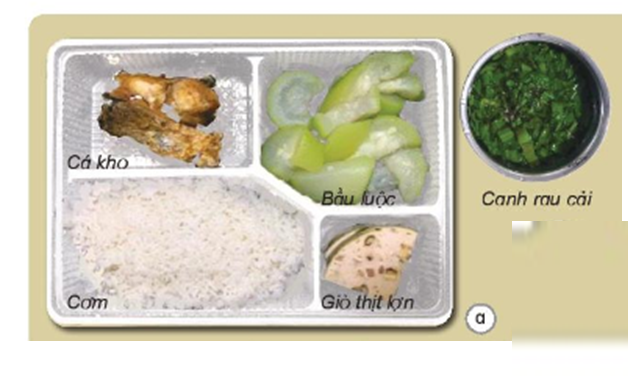 Cá kho
Bầu luộc
Canh rau cải
Cơm
Giò thịt lợn
a